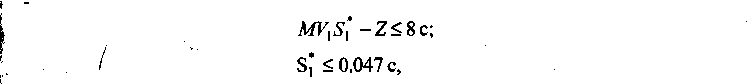 MV₁S₁* − Z ≤ 8 с;
S₁* ≤ 0,047 с,